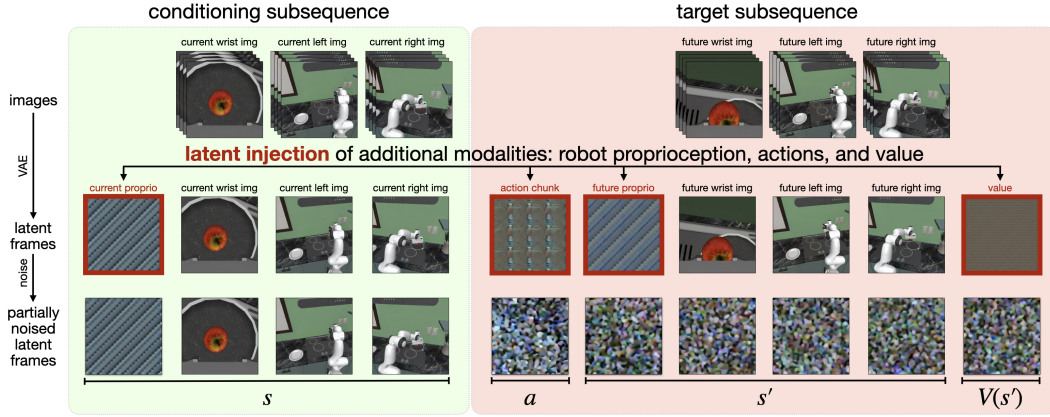 conditioning subsequence
target subsequence
current wrist img
current left img
current right img
future wrist img
future left img
future right img
images
VAE
latent injection of additional modalities: robot proprioception, actions, and value
current proprio
current wrist img
current left img
current right img
action chunk
future proprio
future wrist img
future left img
future right img
value
latent
frames
noise
partially
noised
latent
frames
s
a
s′
V(s′)